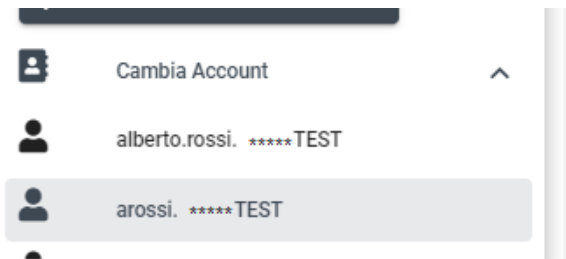 Cambia Account
alberto.rossi. *****TEST
arossi. *****TEST